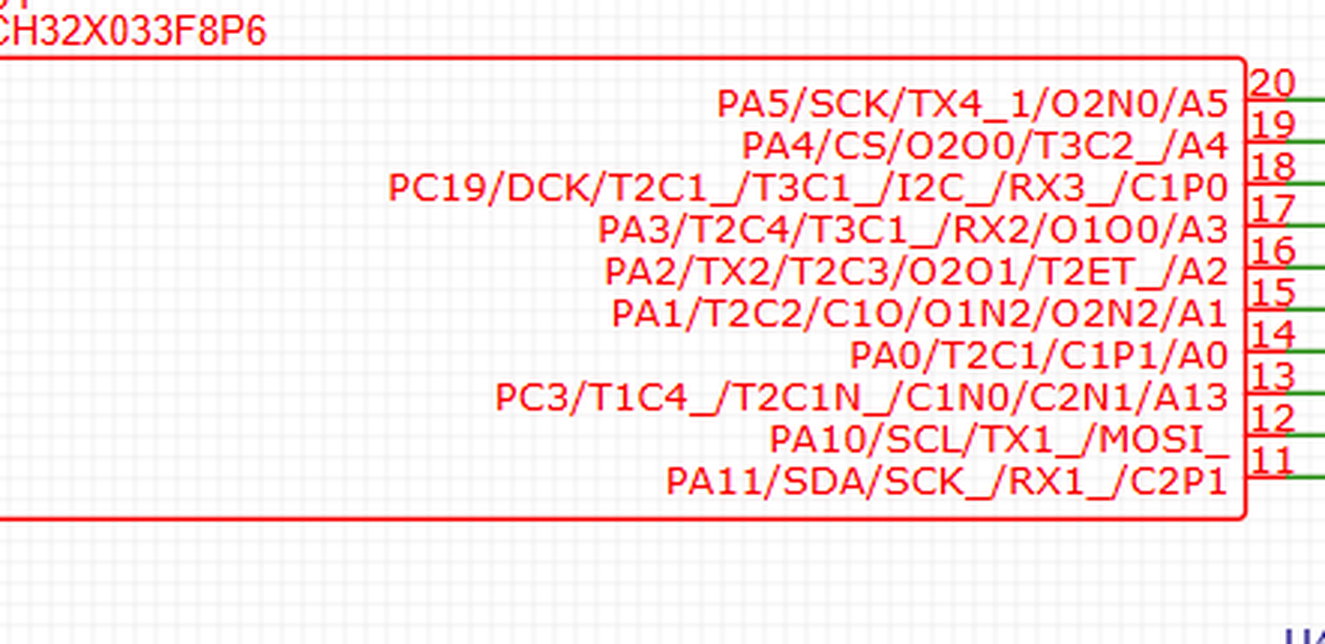 CH32X033F8P6
PA5/SCK/TX4_1/O2N0/A5 20
PA4/CS/O2O0/T3C2_/A4 19
PC19/DCK/T2C1_/T3C1_/I2C_/RX3_/C1P0 18
PA3/T2C4/T3C1_/RX2/O1O0/A3 17
PA2/TX2/T2C3/O2O1/T2ET_/A2 16
PA1/T2C2/C1O/O1N2/O2N2/A1 15
PA0/T2C1/C1P1/A0 14
PC3/T1C4_/T2C1N_/C1N0/C2N1/A13 13
PA10/SCL/TX1_/MOSI_ 12
PA11/SDA/SCK_/RX1_/C2P1 11